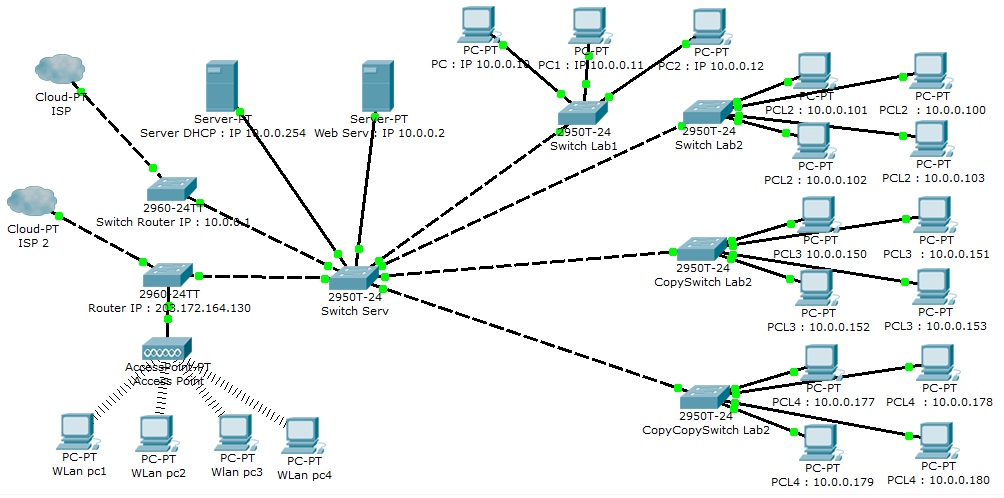 Cloud-PT
ISP
Server-PT
Server DHCP : IP 10.0.0.254
Server-PT
Web Serv : IP 10.0.0.2
PC-PT
PC : IP 10.0.0.10
PC-PT
PC1 : IP 10.0.0.11
PC-PT
PC2 : IP 10.0.0.12
2950T-24
Switch Lab1
2950T-24
Switch Lab2
PC-PT
PCL2 : 10.0.0.101
PC-PT
PCL2 : 10.0.0.100
PC-PT
PCL2 : 10.0.0.102
PC-PT
PCL2 : 10.0.0.103
2960-24TT
Switch Router IP : 10.0.0.1
Cloud-PT
ISP 2
2960-24TT
Router IP : 203.172.164.130
2950T-24
Switch Serv
2950T-24
CopySwitch Lab2
PC-PT
PCL3 10.0.0.150
PC-PT
PCL3 : 10.0.0.151
PC-PT
PCL3 : 10.0.0.152
PC-PT
PCL3 : 10.0.0.153
AccessPoint-PT
Access Point
2950T-24
CopyCopySwitch Lab2
PC-PT
PCL4 : 10.0.0.177
PC-PT
PCL4 : 10.0.0.178
PC-PT
PCL4 : 10.0.0.179
PC-PT
PCL4 : 10.0.0.180
PC-PT
WLan pc1
PC-PT
WLan pc2
PC-PT
Wlan pc3
PC-PT
WLan pc4